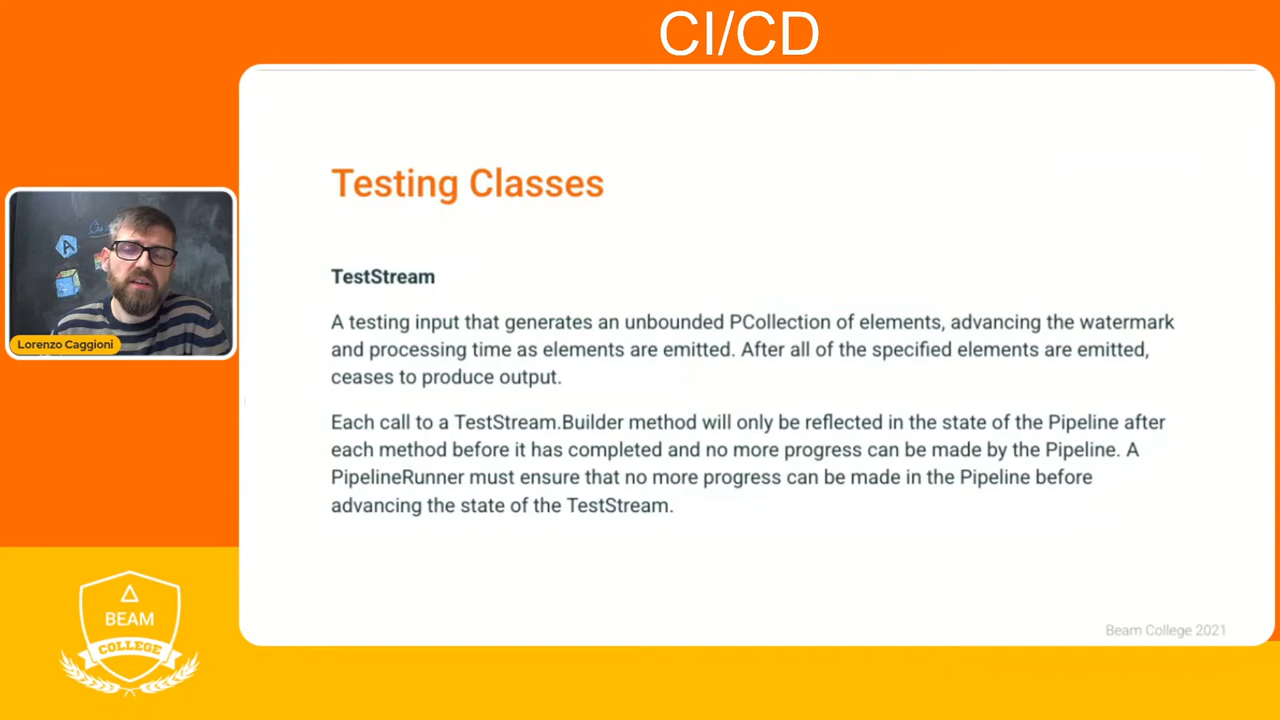 CI/CD
Testing Classes
TestStream
A testing input that generates an unbounded PCollection of elements, advancing the watermark
and processing time as elements are emitted. After all of the specified elements are emitted,
ceases to produce output.
Each call to a TestStream.Builder method will only be reflected in the state of the Pipeline after
each method before it has completed and no more progress can be made by the Pipeline. A
PipelineRunner must ensure that no more progress can be made in the Pipeline before
advancing the state of the TestStream.
Beam College 2021
A
Lorenzo Caggioni
BEAM
COLLEGE